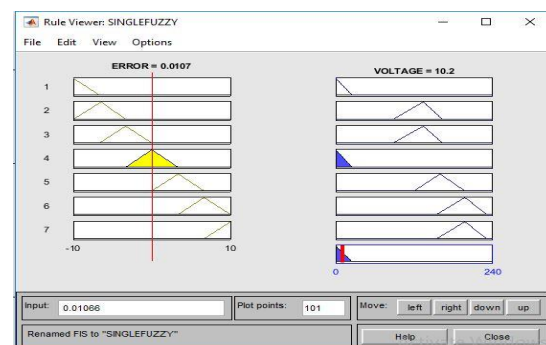 Rule Viewer: SINGLEFUZZY
File Edit View Options
ERROR = 0.0107
VOLTAGE = 10.2
1
2
3
4
5
6
7
-10 10
0 240
Input: 0.01066
Plot points: 101
Move: left right down up
Renamed FIS to "SINGLEFUZZY"
Help Close